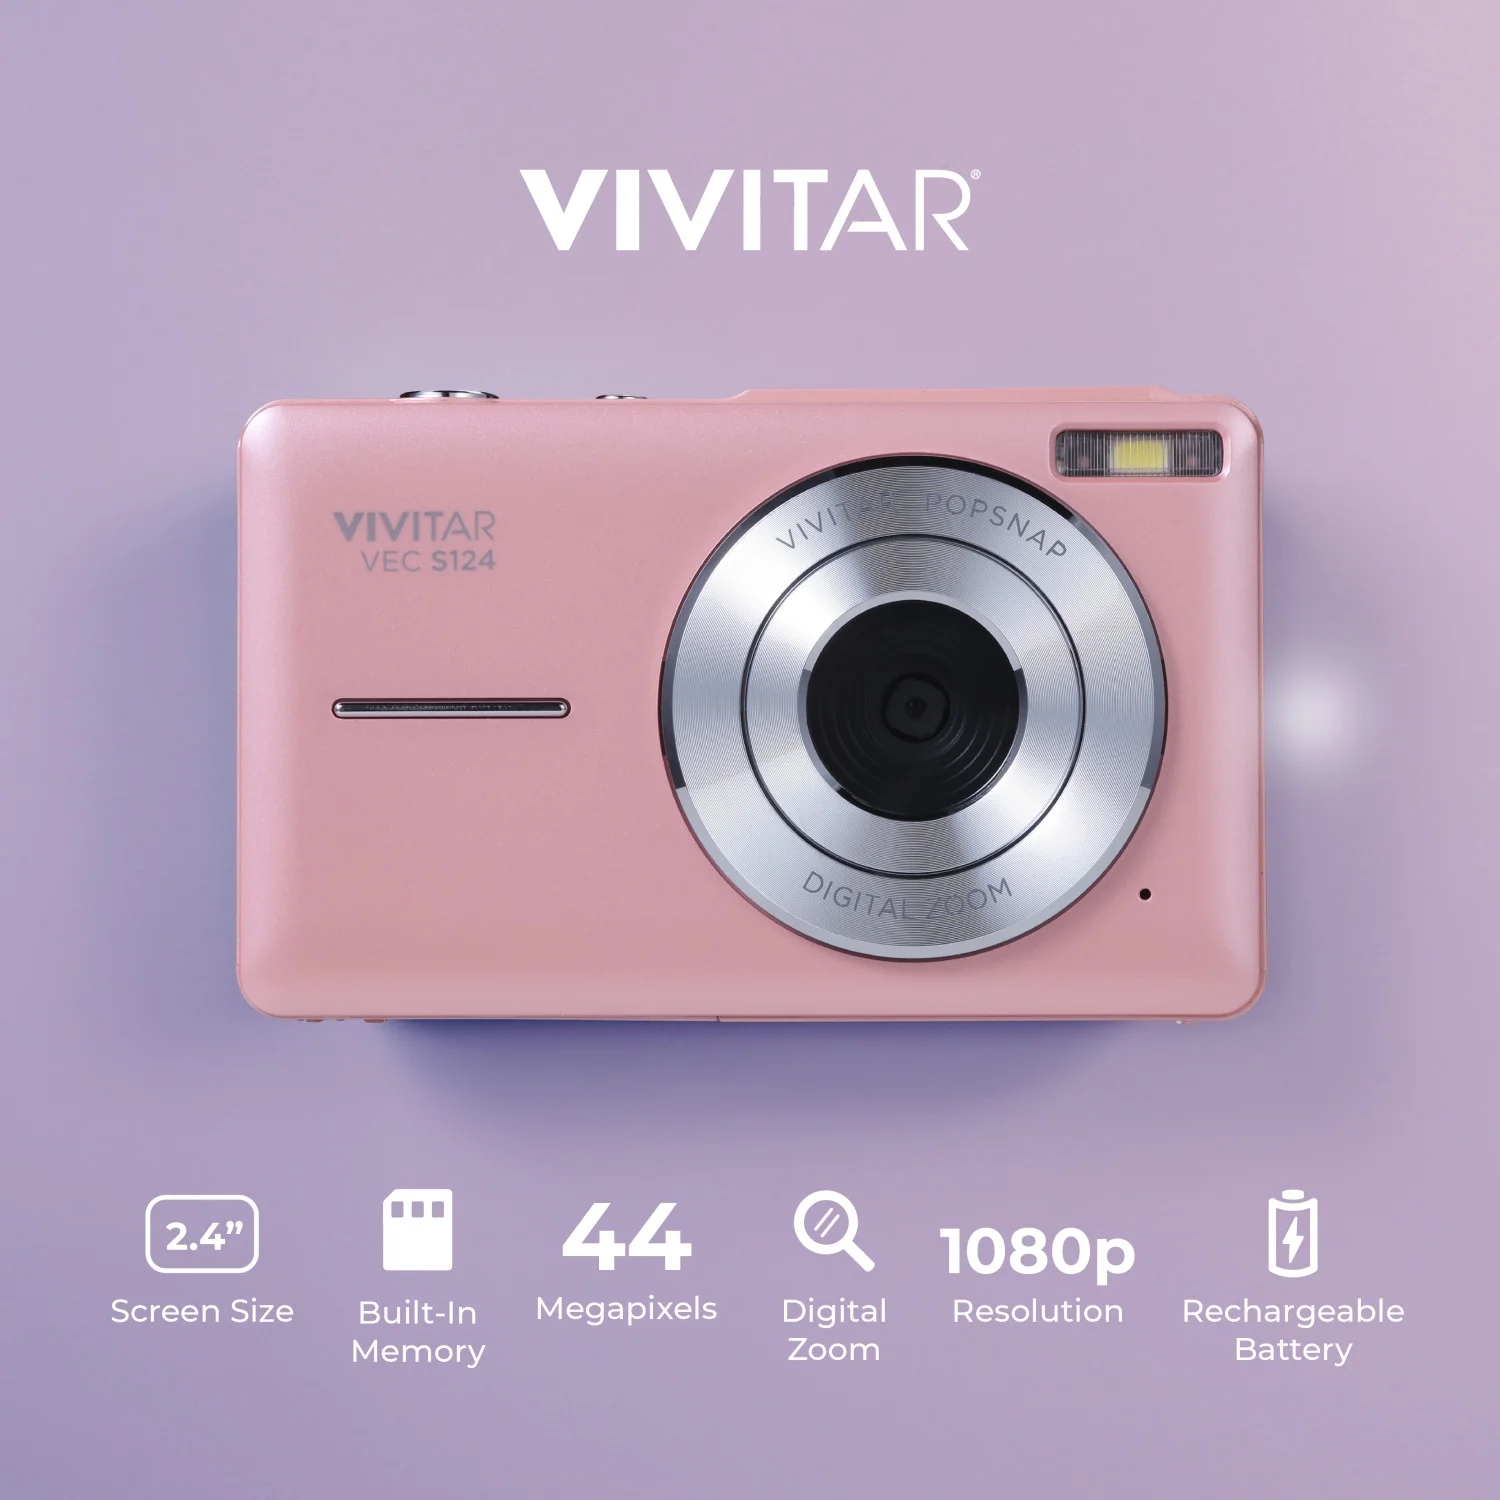 VIVITAR®
VIVITAR
VEC S124
VIVITAR POPSNAP
DIGITAL ZOOM
2.4”
Screen Size
Built-In
Memory
44
Megapixels
Digital
Zoom
1080p
Resolution
Rechargeable
Battery